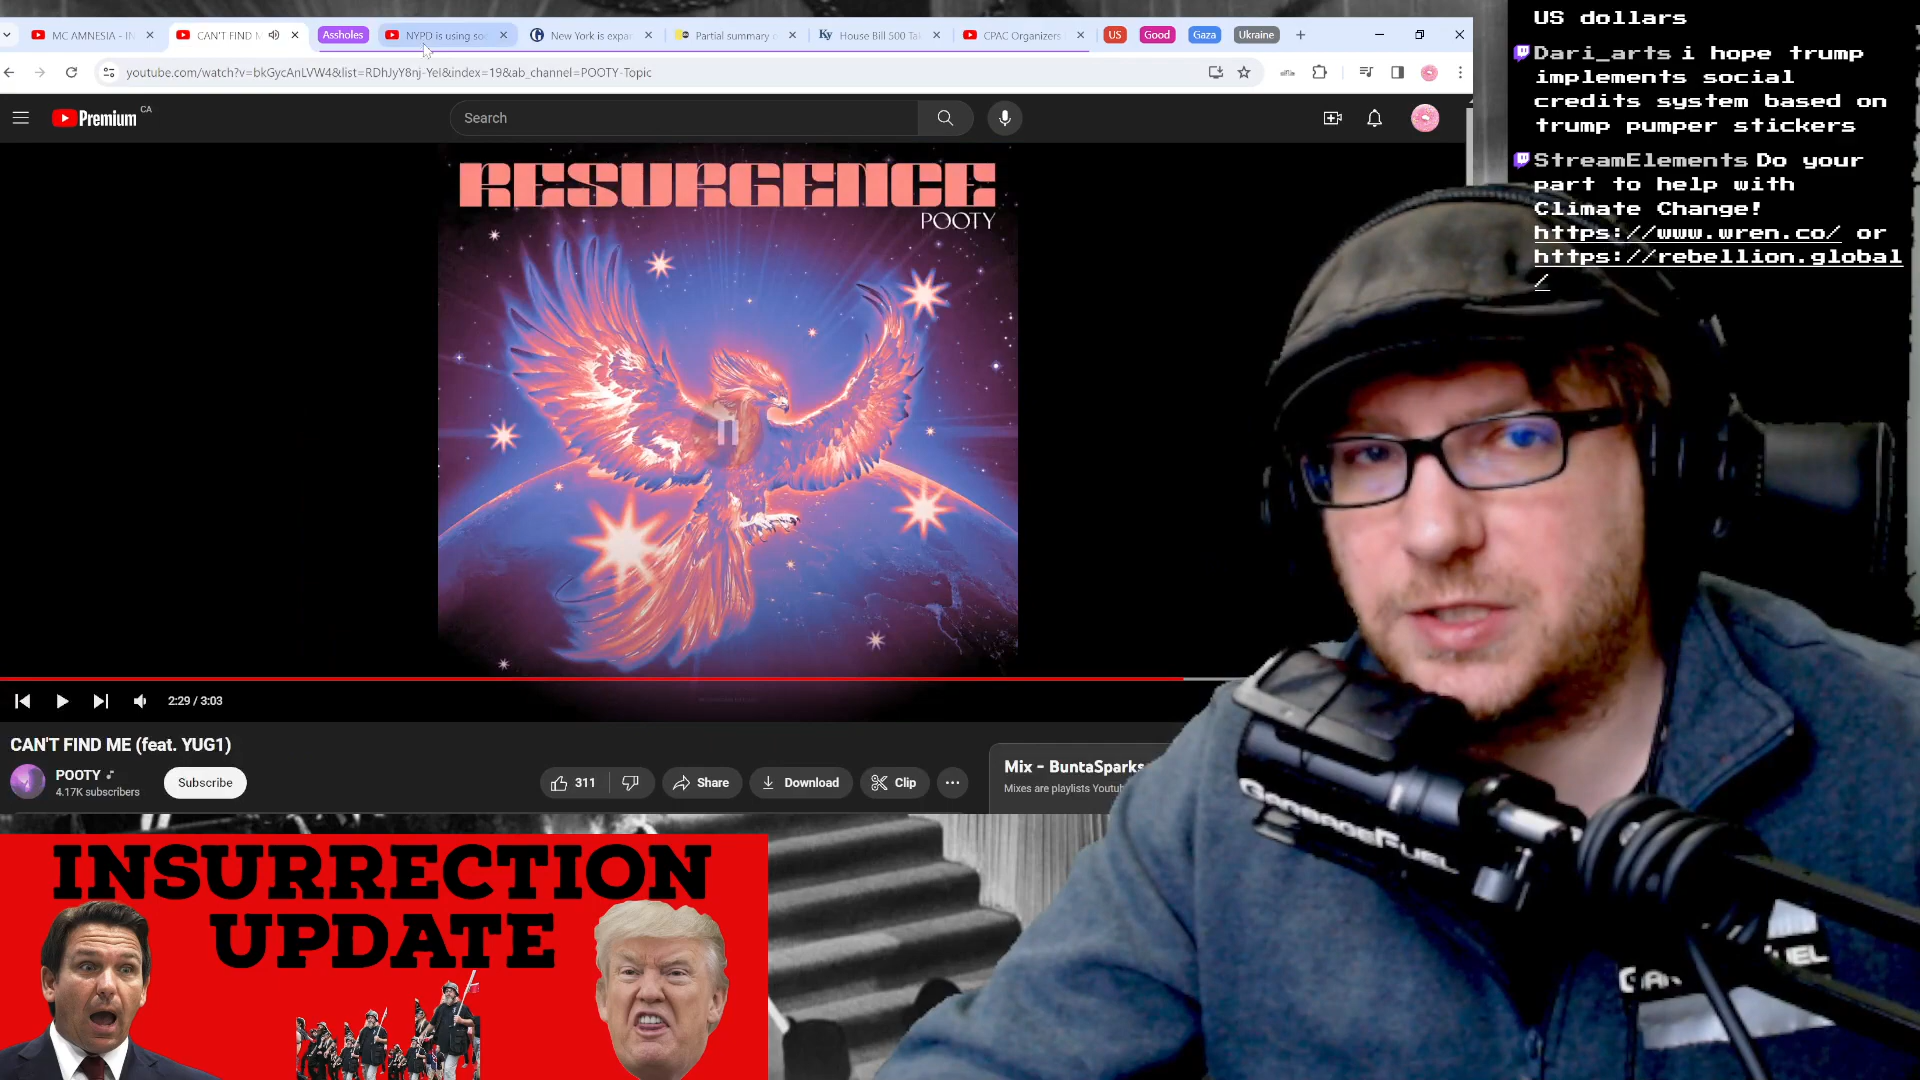 MC AMNESIA - IN
CAN'T FIND M
Assholes
NYPD is using soc
New York is expa
Partial summary o
House Bill 500 Tak
CPAC Organizers
US
Good
Gaza
Ukraine
youtube.com/watch?v=bkGycAnLVW4&list=RDhJyY8nj-YeI&index=19&ab_channel=POOTY-Topic
Premium
CA
Search
RESURGENCE
POOTY
2:29 / 3:03
CAN'T FIND ME (feat. YUG1)
POOTY
4.17K subscribers
Subscribe
311
Share
Download
Clip
Mix - BuntaSparks
Mixes are playlists Youtub
INSURRECTION
UPDATE
US dollars
Dari_arts i hope trump
implements social
credits system based on
trump pumper stickers
StreamElements Do your
part to help with
Climate Change!
https://www.wren.co/ or
https://rebellion.global
/